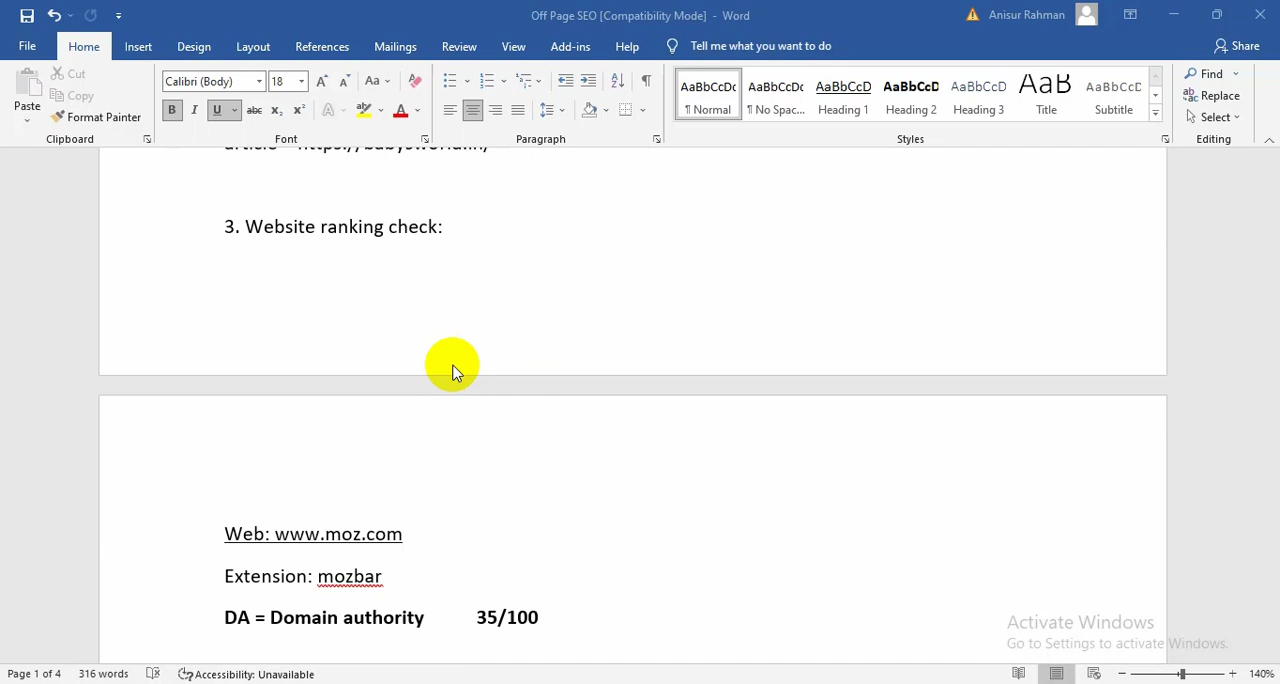 Off Page SEO [Compatibility Mode] - Word
Anisur Rahman
File Home Insert Design Layout References Mailings Review View Add-ins Help Tell me what you want to do Share
Paste
Cut
Copy
Format Painter
Clipboard
Calibri (Body) 18
Font
Paragraph
AaBbCcDc
¶ Normal
AaBbCcDc
¶ No Spac...
AaBbCcD
Heading 1
AaBbCcD
Heading 2
AaBbCcD
Heading 3
AaB
Title
AaBbCcD
Subtitle
Styles
Find
Replace
Select
Editing
3. Website ranking check:
Web: www.moz.com
Extension: mozbar
DA = Domain authority 35/100
Activate Windows
Go to Settings to activate Windows.
Page 1 of 4 316 words Accessibility: Unavailable 140%